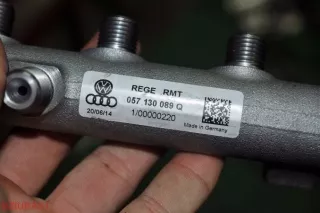 REGE RMT
057 130 089 Q
20/06/14
1/00000220
Made in Germany